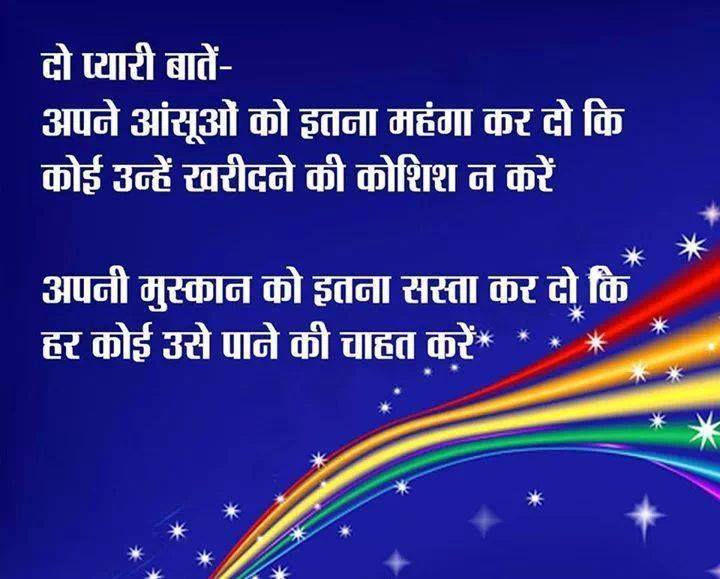 दो प्यारी बातें-
अपने आंसूओं को इतना महंगा कर दो कि
कोई उन्हें खरीदने की कोशिश न करें
अपनी मुस्कान को इतना सस्ता कर दो कि
हर कोई उसे पाने की चाहत करें